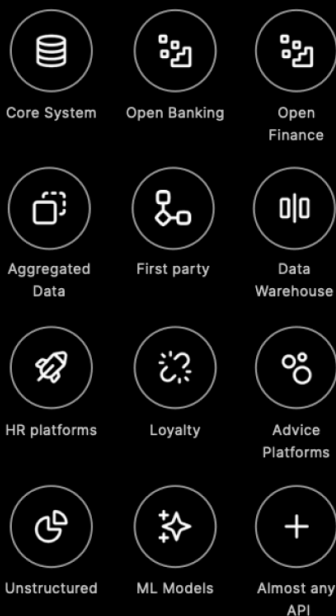 Core System
Open Banking
Open
Finance
Aggregated
Data
First party
Data
Warehouse
HR platforms
Loyalty
Advice
Platforms
Unstructured
ML Models
Almost any
API